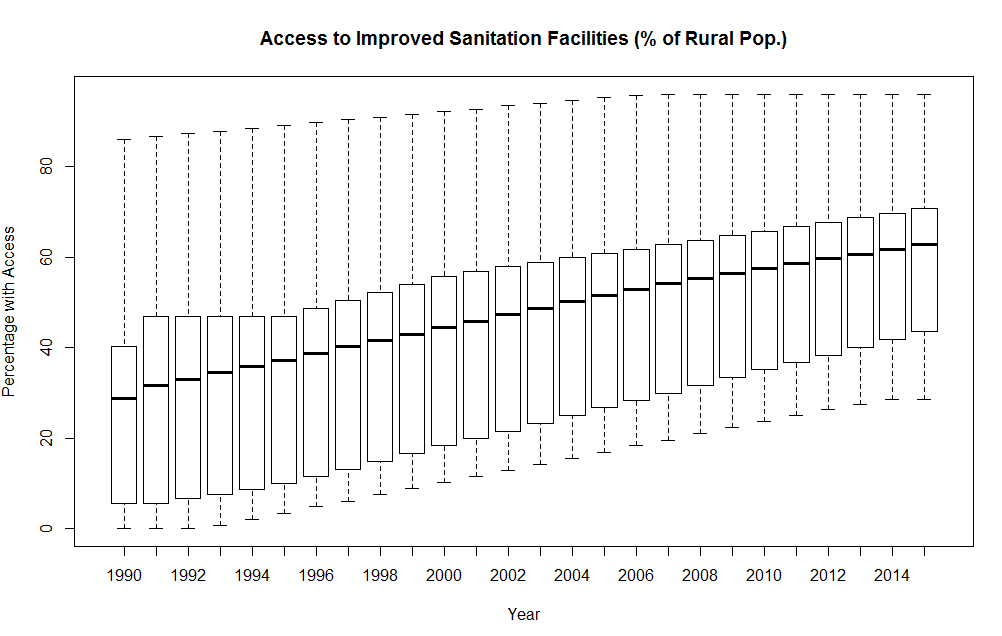 Access to Improved Sanitation Facilities (% of Rural Pop.)
Percentage with Access
80
60
40
20
0
1990 1992 1994 1996 1998 2000 2002 2004 2006 2008 2010 2012 2014
Year